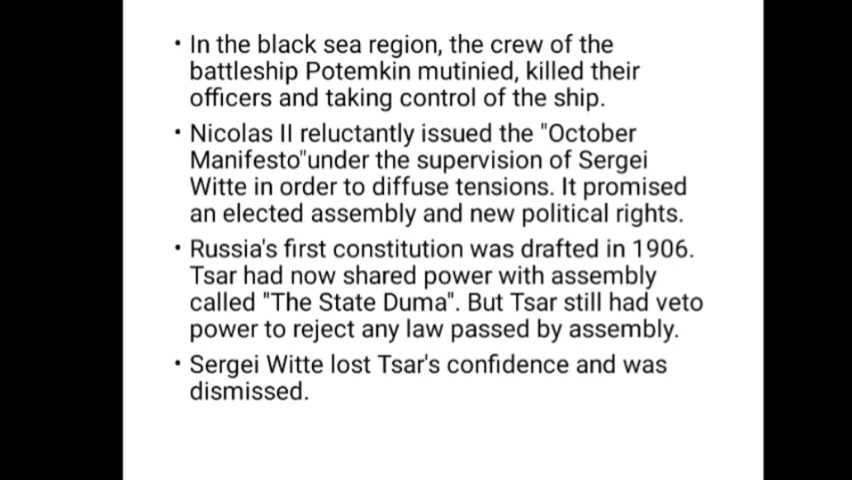 • In the black sea region, the crew of the
battleship Potemkin mutinied, killed their
officers and taking control of the ship.
• Nicolas II reluctantly issued the "October
Manifesto"under the supervision of Sergei
Witte in order to diffuse tensions. It promised
an elected assembly and new political rights.
• Russia's first constitution was drafted in 1906.
Tsar had now shared power with assembly
called "The State Duma". But Tsar still had veto
power to reject any law passed by assembly.
• Sergei Witte lost Tsar's confidence and was
dismissed.